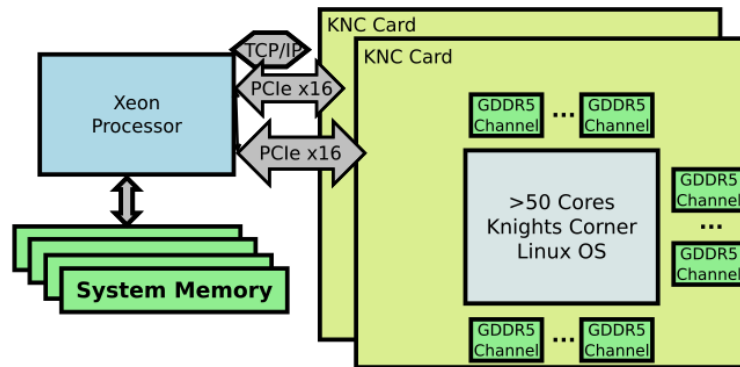 KNC Card
TCP/IP
KNC Card
Xeon
Processor
PCIe x16
PCIe x16
GDDR5
Channel
...
GDDR5
Channel
>50 Cores
Knights Corner
Linux OS
GDDR5
Channel
...
GDDR5
Channel
System Memory
GDDR5
Channel
...
GDDR5
Channel